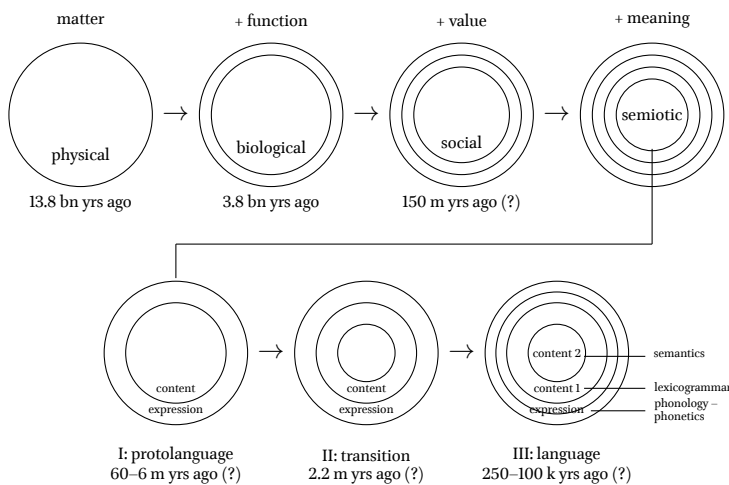 matter
+ function
+ value
+ meaning
physical
biological
social
semiotic
13.8 bn yrs ago
3.8 bn yrs ago
150 m yrs ago (?)
content
expression
content
expression
content 2
content 1
expression
semantics
lexicogrammar
phonology –
phonetics
I: protolanguage
60–6 m yrs ago (?)
II: transition
2.2 m yrs ago (?)
III: language
250–100 k yrs ago (?)